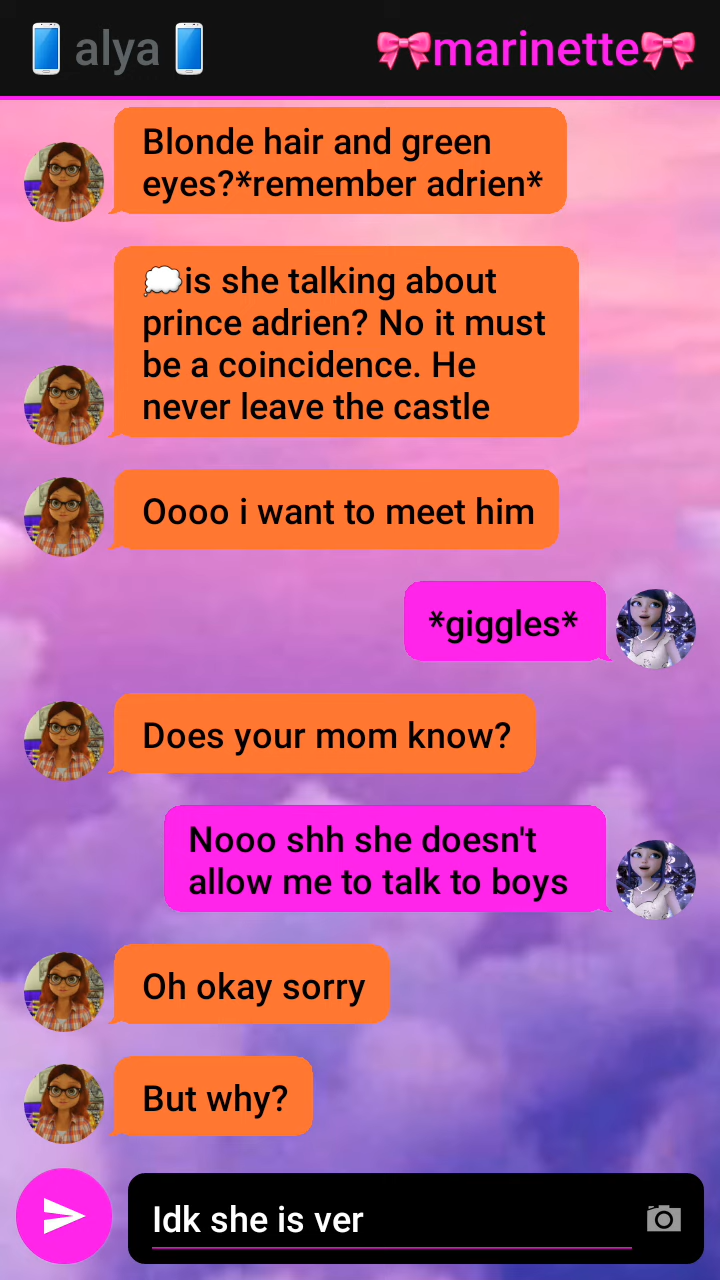 📱alya📱 🎀marinette🎀
Blonde hair and green
eyes?*remember adrien*
💭is she talking about
prince adrien? No it must
be a coincidence. He
never leave the castle
Oooo i want to meet him
*giggles*
Does your mom know?
Nooo shh she doesn't
allow me to talk to boys
Oh okay sorry
But why?
Idk she is ver